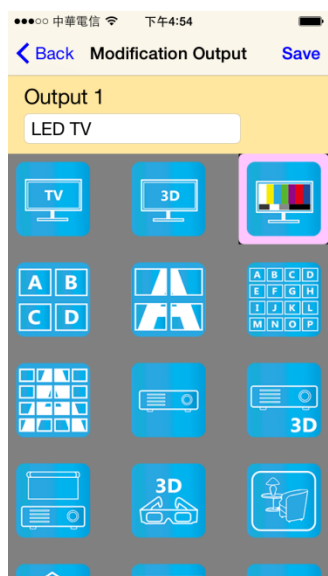 中華電信 下午4:54
Back Modification Output Save
Output 1
LED TV
TV 3D
A B
C D
A B C D
E F G H
I J K L
M N O P
3D
3D